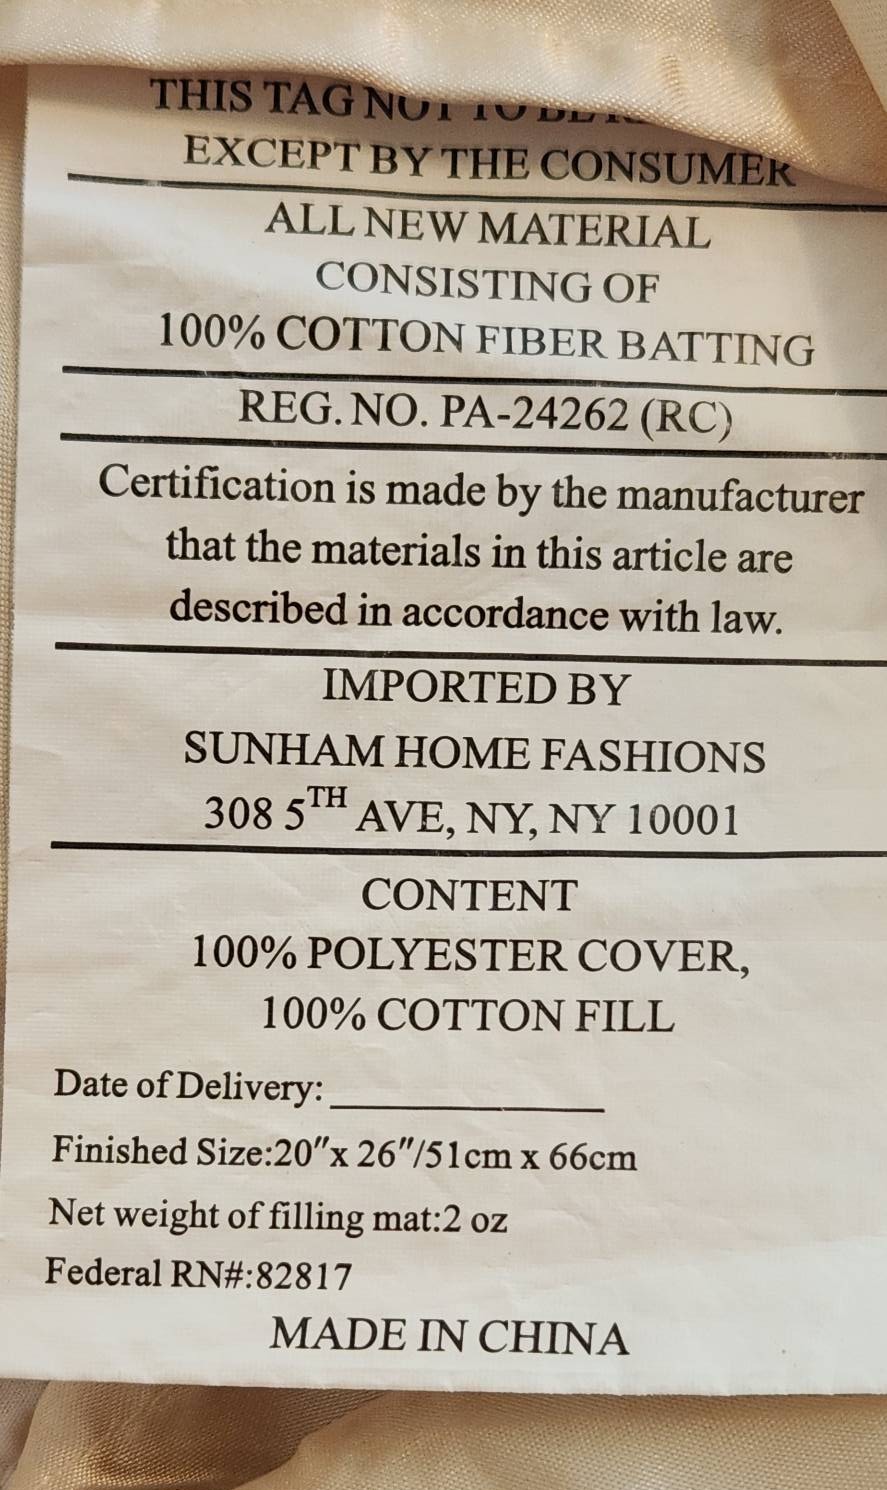 THIS TAG NOT TO BE
EXCEPT BY THE CONSUMER
ALL NEW MATERIAL
CONSISTING OF
100% COTTON FIBER BATTING
REG. NO. PA-24262 (RC)
Certification is made by the manufacturer
that the materials in this article are
described in accordance with law.
IMPORTED BY
SUNHAM HOME FASHIONS
308 5TH AVE, NY, NY 10001
CONTENT
100% POLYESTER COVER,
100% COTTON FILL
Date of Delivery:
Finished Size:20″x 26″/51cm x 66cm
Net weight of filling mat:2 oz
Federal RN#:82817
MADE IN CHINA